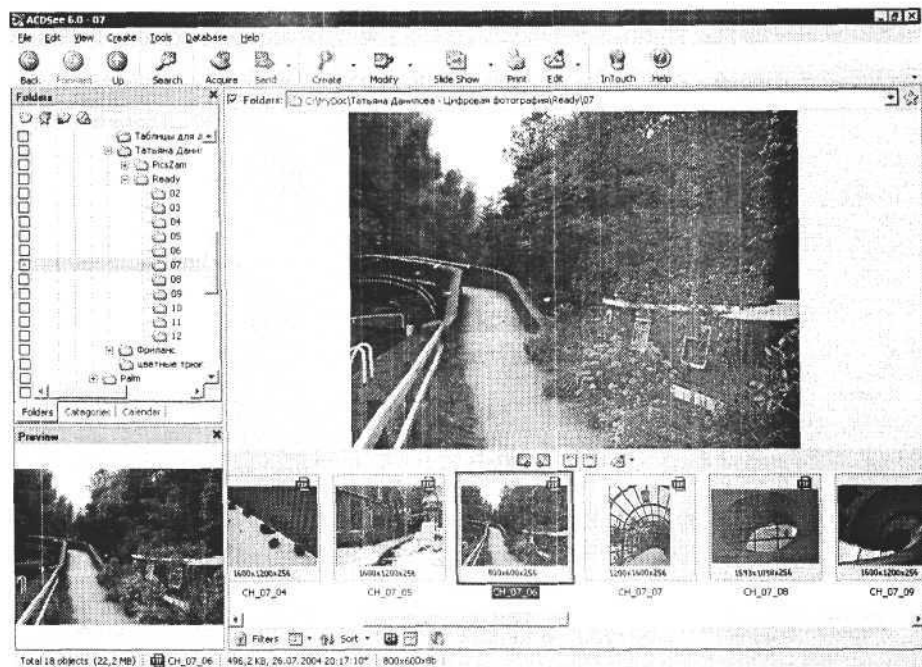 ACDSee 6.0 - 07
File Edit View Create Tools Database Help
Back Forward Up Search Acquire Send Create Modify Slide Show Print Edit InTouch Help
Folders
Folders: C:\MyDoc\Татьяна Данилова - Цифровая фотография\Ready\07
Таблицы для д
Татьяна Дани
PicsZam
Ready
02
03
04
05
06
07
08
09
10
11
12
Фриланс
цветные трюк
Palm
Folders Categories Calendar
Preview
1600x1200x256 1600x1200x256 800x600x256 1200x1600x256 1593x1098x256 1600x1200x256
CH_07_04 CH_07_05 CH_07_06 CH_07_07 CH_07_08 CH_07_09
Filters Sort
Total 18 objects (22,2 MB) CH_07_06 496,2 KB, 26.07.2004 20:17:10* 800x600x8b